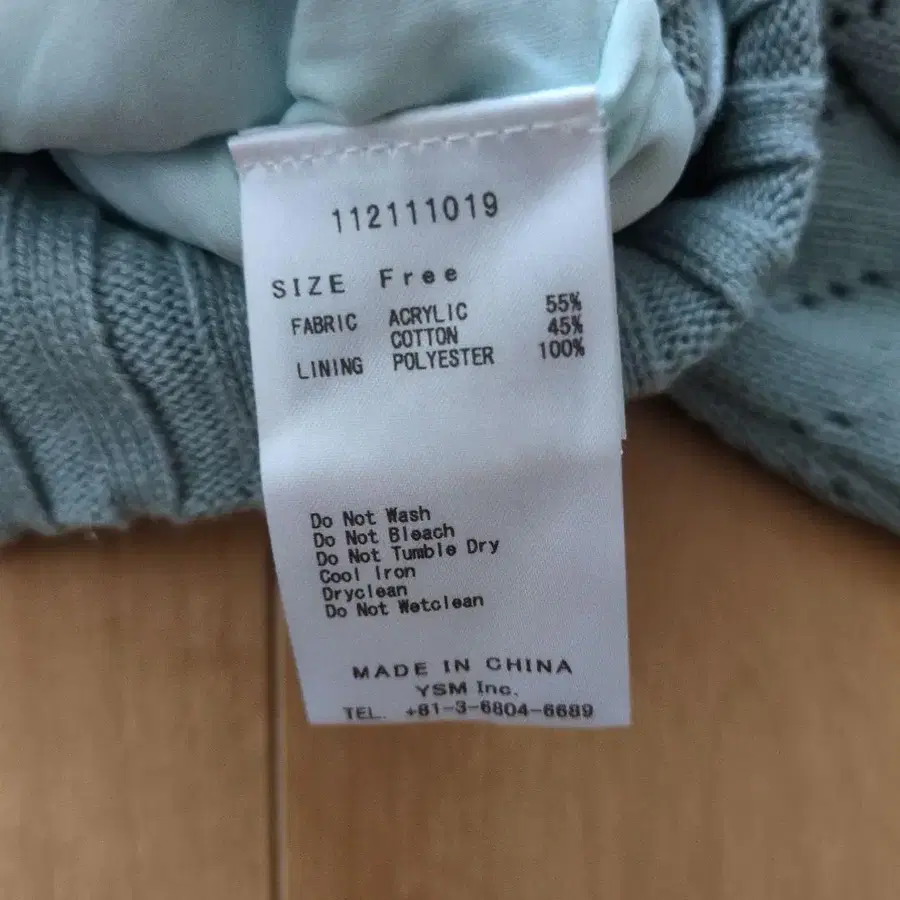 112111019
SIZE Free
FABRIC ACRYLIC 55%
COTTON 45%
LINING POLYESTER 100%
Do Not Wash
Do Not Bleach
Do Not Tumble Dry
Cool Iron
Dryclean
Do Not Wetclean
MADE IN CHINA
YSM Inc.
TEL. +81-3-6804-6689